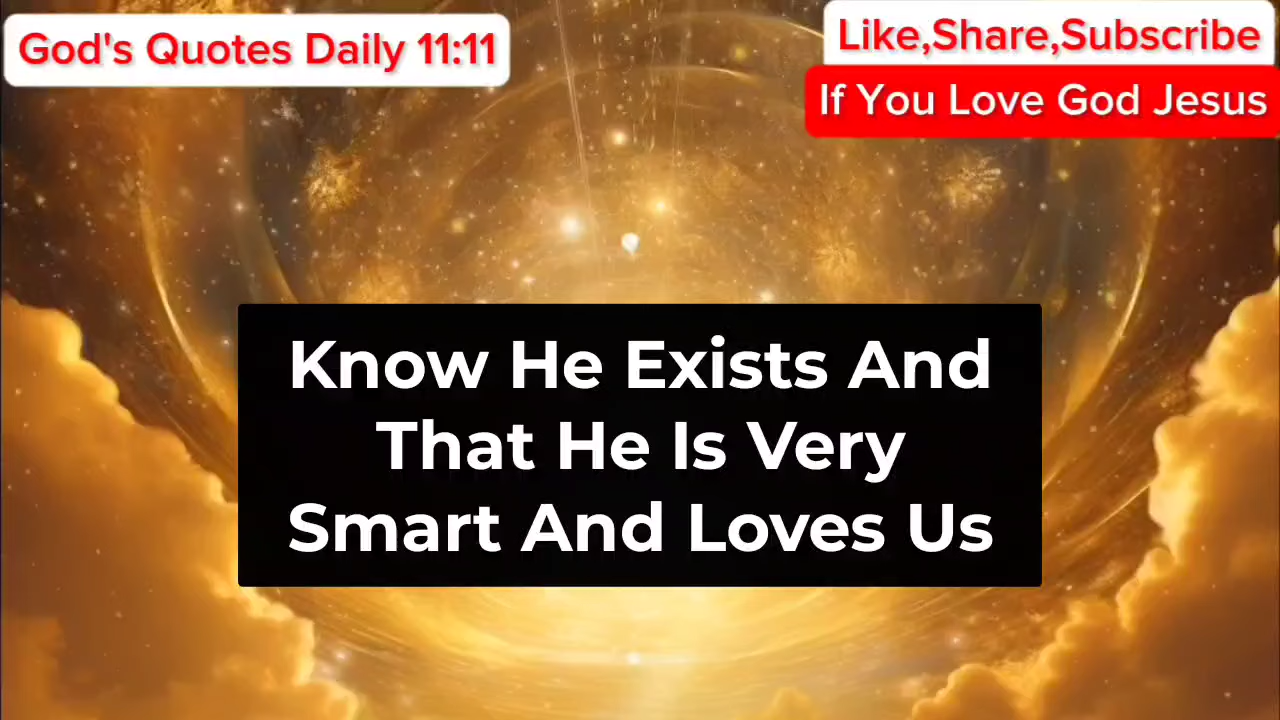 God's Quotes Daily 11:11
Like,Share,Subscribe
If You Love God Jesus
Know He Exists And
That He Is Very
Smart And Loves Us